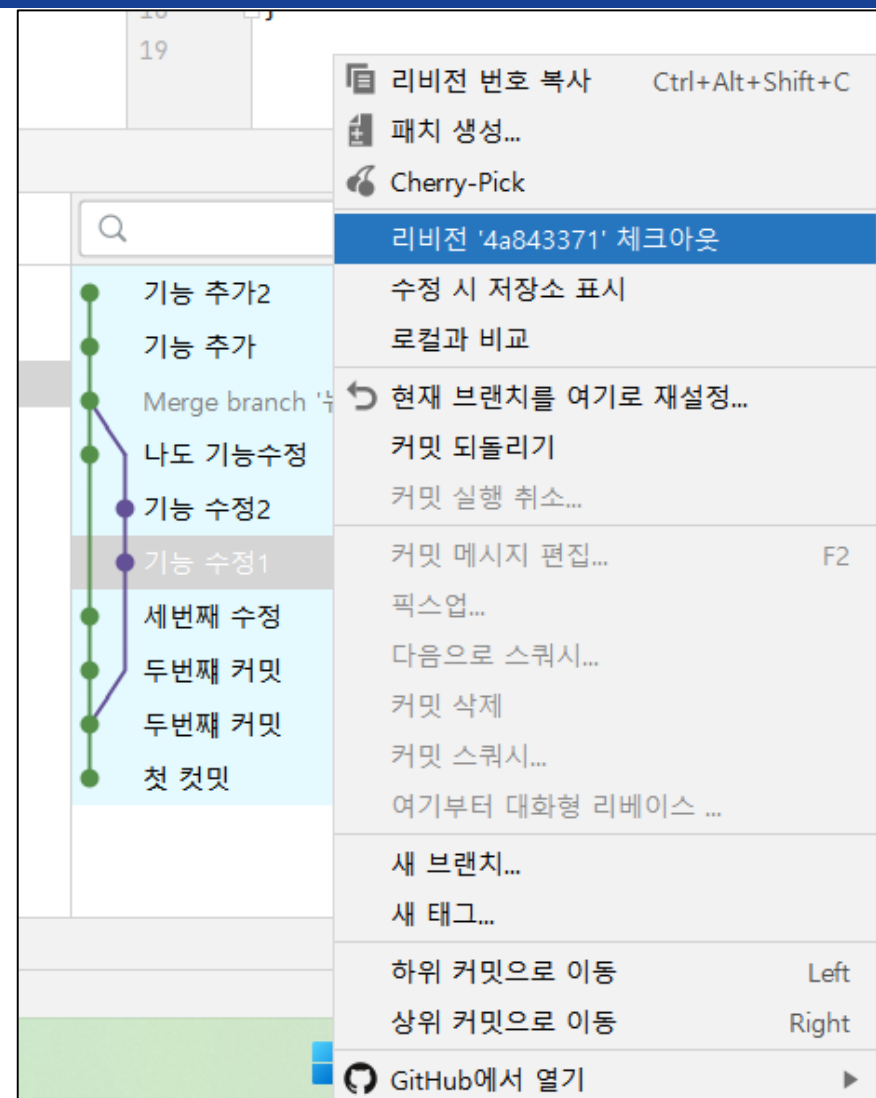 19
리비전 번호 복사 Ctrl+Alt+Shift+C
패치 생성...
Cherry-Pick
리비전 '4a843371' 체크아웃
수정 시 저장소 표시
로컬과 비교
현재 브랜치를 여기로 재설정...
커밋 되돌리기
커밋 실행 취소...
커밋 메시지 편집... F2
픽스업...
다음으로 스쿼시...
커밋 삭제
커밋 스쿼시...
여기부터 대화형 리베이스 ...
새 브랜치...
새 태그...
하위 커밋으로 이동 Left
상위 커밋으로 이동 Right
GitHub에서 열기
기능 추가2
기능 추가
Merge branch
나도 기능수정
기능 수정2
기능 수정1
세번째 수정
두번쨰 커밋
두번쨰 커밋
첫 컷밋